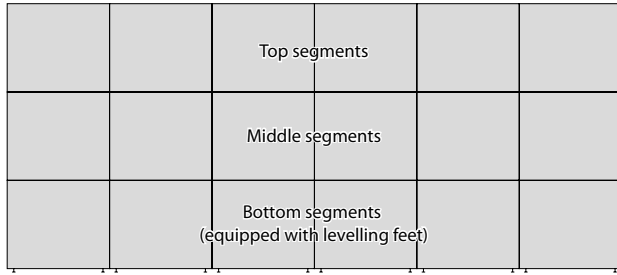 Top segments
Middle segments
Bottom segments
(equipped with levelling feet)